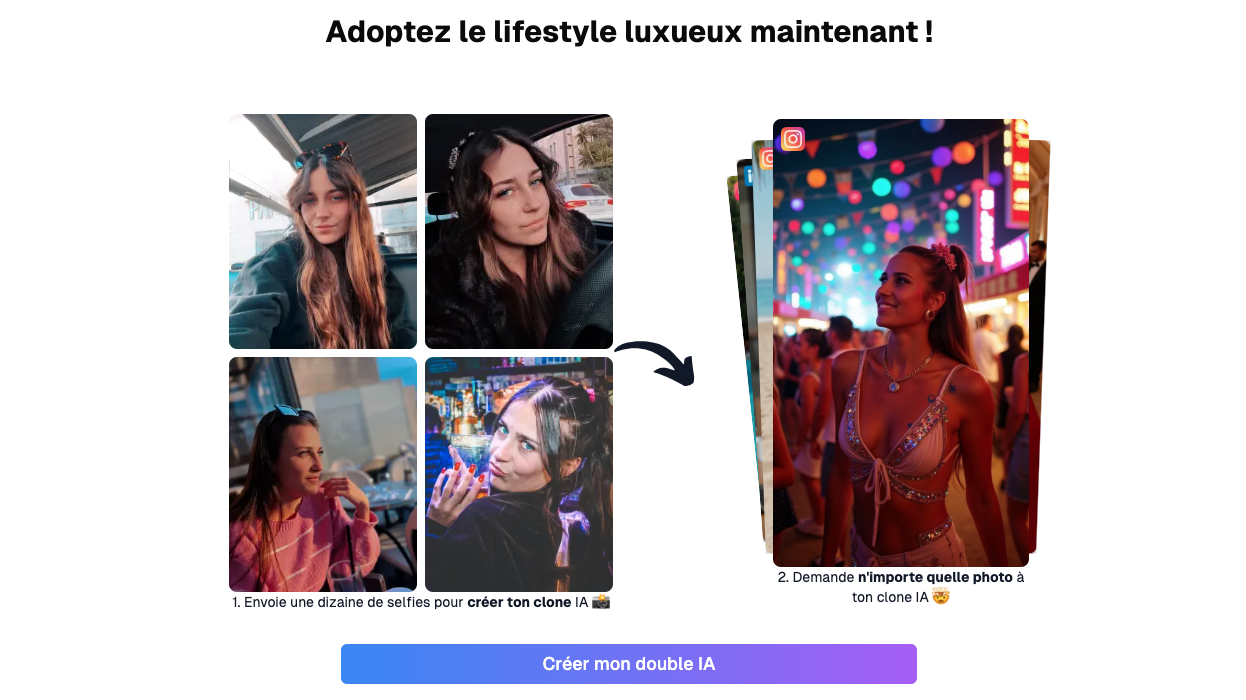 Adoptez le lifestyle luxueux maintenant !
1. Envoie une dizaine de selfies pour créer ton clone IA 📸
2. Demande n'importe quelle photo à
ton clone IA 🤯
Créer mon double IA